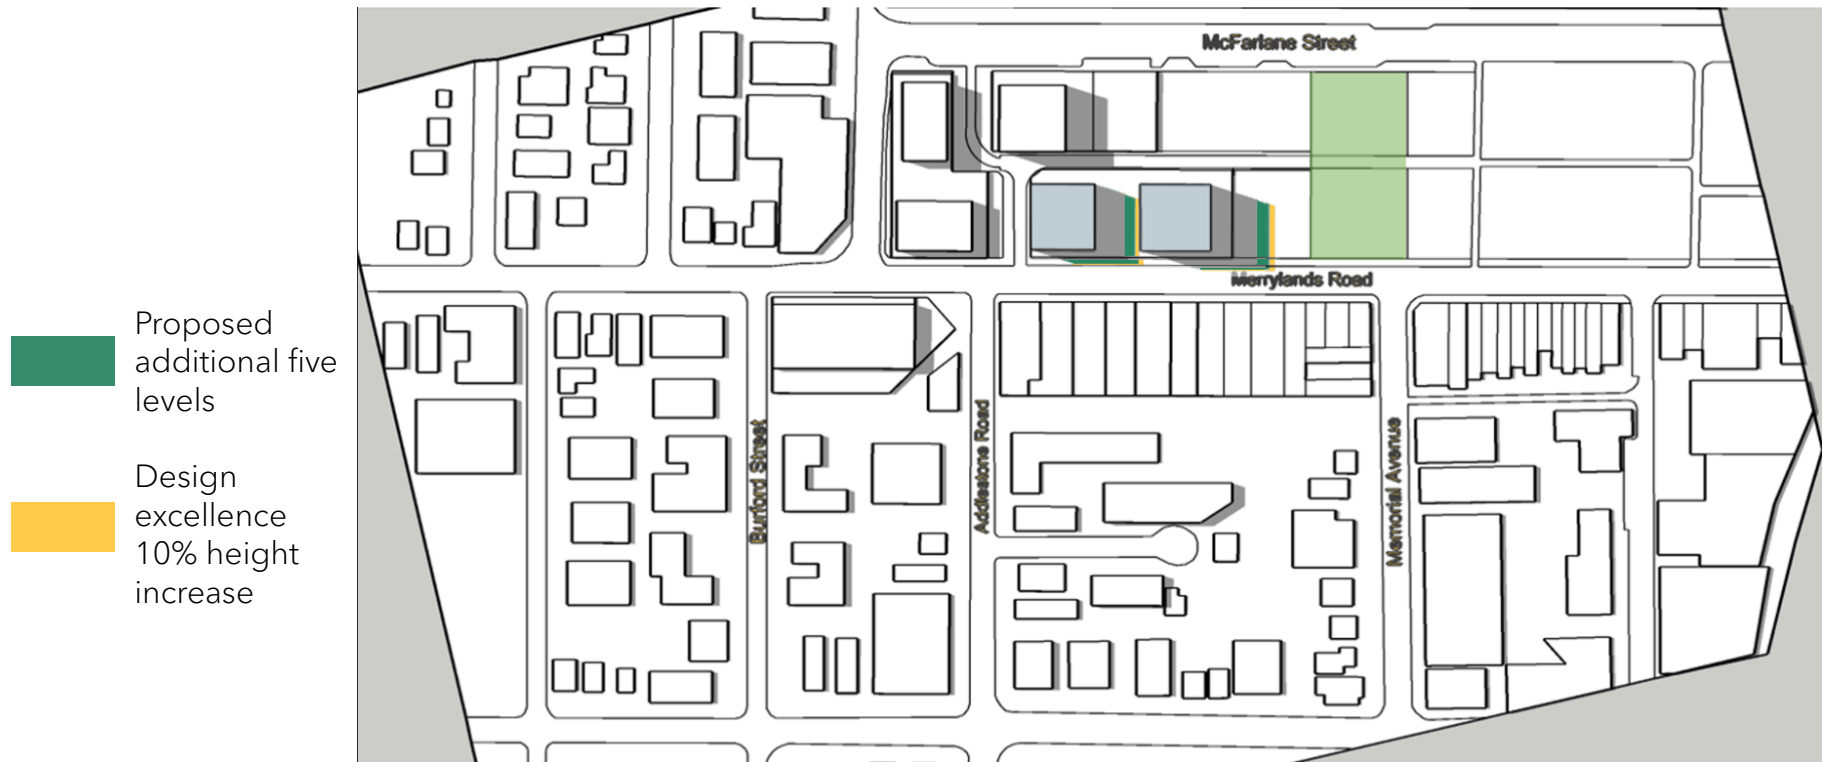 McFarlane Street
Merrylands Road
Proposed
additional five
levels
Design
excellence
10% height
increase
Burford Street
Addlestone Road
Memorial Avenue